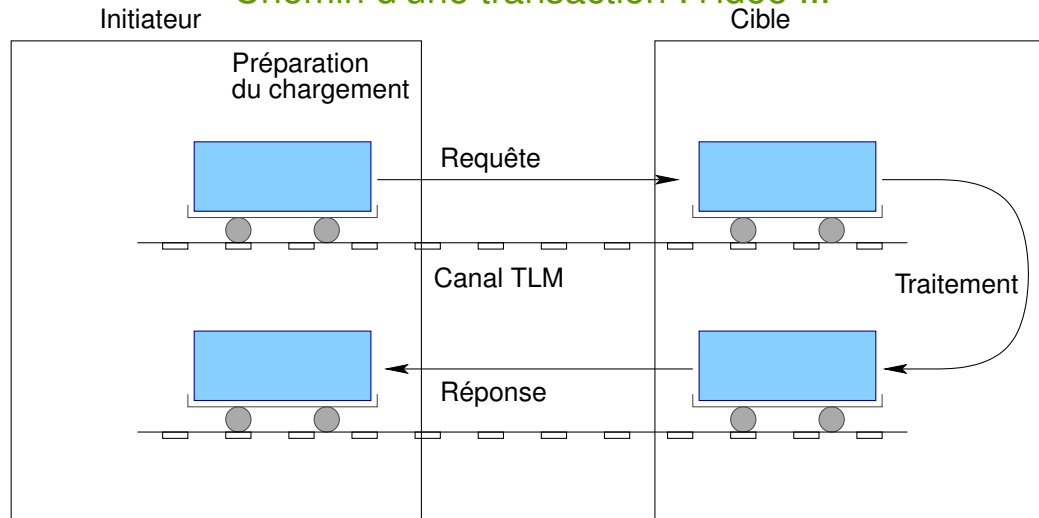 Initiateur
Cible
Préparation
du chargement
Requête
Canal TLM
Traitement
Réponse